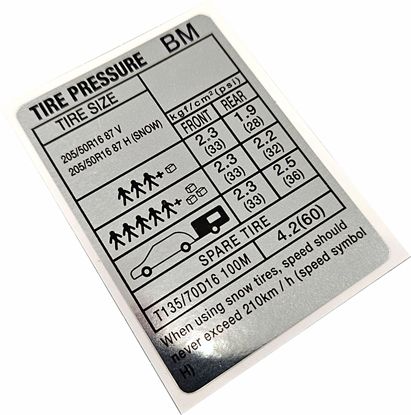 TIRE PRESSURE BM
TIRE SIZE kgf/cm²(psi)
FRONT REAR
205/50R16 87 V
205/50R16 87 H (SNOW)
2.3 (33) 1.9 (28)
+ 2.3 (33) 2.2 (32)
+ 2.3 (33) 2.5 (36)
SPARE TIRE
T135/70D16 100M 4.2(60)
When using snow tires, speed should
never exceed 210km / h (speed symbol
H)